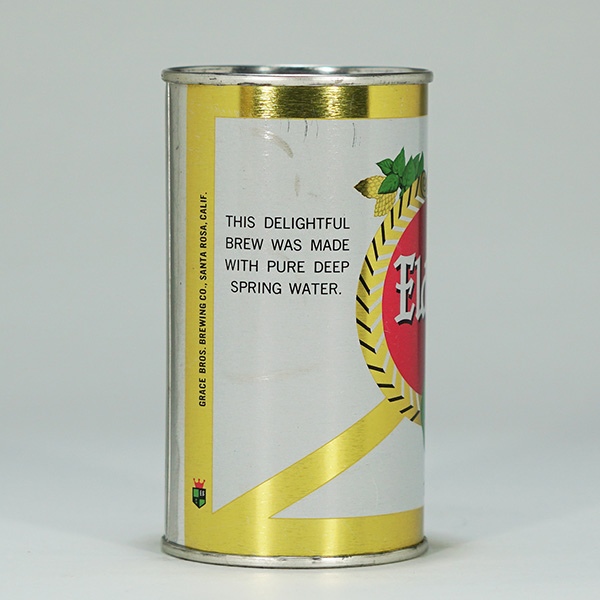 THIS DELIGHTFUL
BREW WAS MADE
WITH PURE DEEP
SPRING WATER.
GRACE BROS. BREWING CO., SANTA ROSA, CALIF.